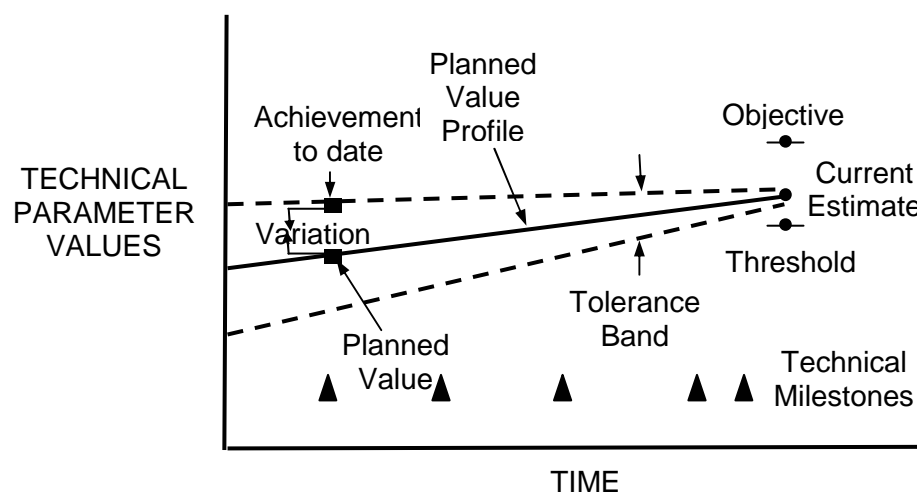 Planned
Value
Profile
Achievement
to date
Objective
TECHNICAL
PARAMETER
VALUES
Current
Estimate
Variation
Threshold
Tolerance
Band
Planned
Value
Technical
Milestones
TIME